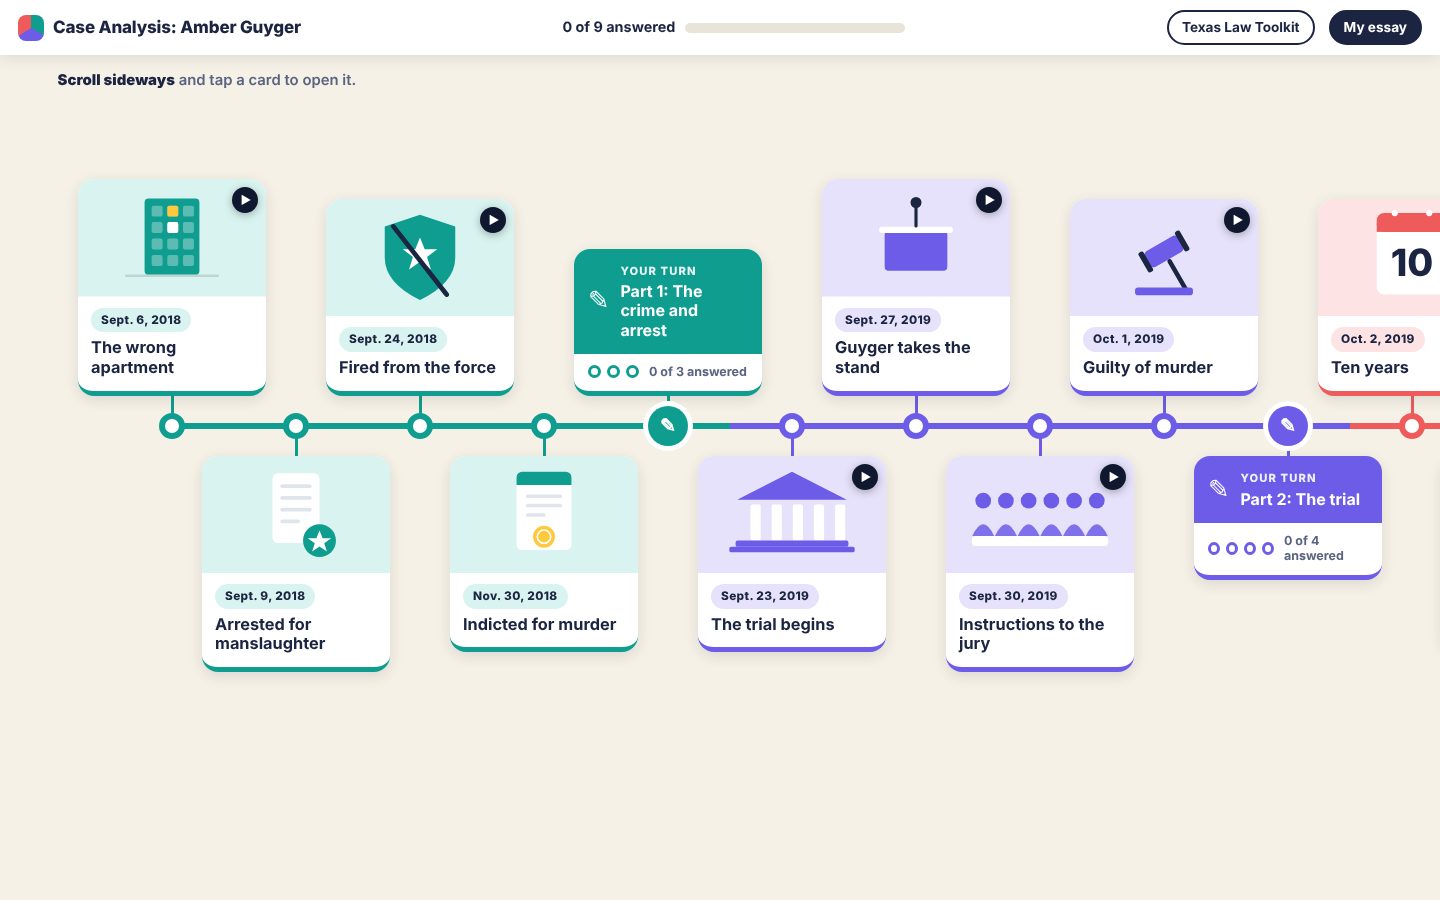 Case Analysis: Amber Guyger
0 of 9 answered
Texas Law Toolkit
My essay
Scroll sideways and tap a card to open it.
Sept. 6, 2018
The wrong
apartment
Sept. 24, 2018
Fired from the force
YOUR TURN
Part 1: The
crime and
arrest
0 of 3 answered
Sept. 27, 2019
Guyger takes the
stand
Oct. 1, 2019
Guilty of murder
10
Oct. 2, 2019
Ten years
Sept. 9, 2018
Arrested for
manslaughter
Nov. 30, 2018
Indicted for murder
Sept. 23, 2019
The trial begins
Sept. 30, 2019
Instructions to the
jury
YOUR TURN
Part 2: The trial
0 of 4
answered